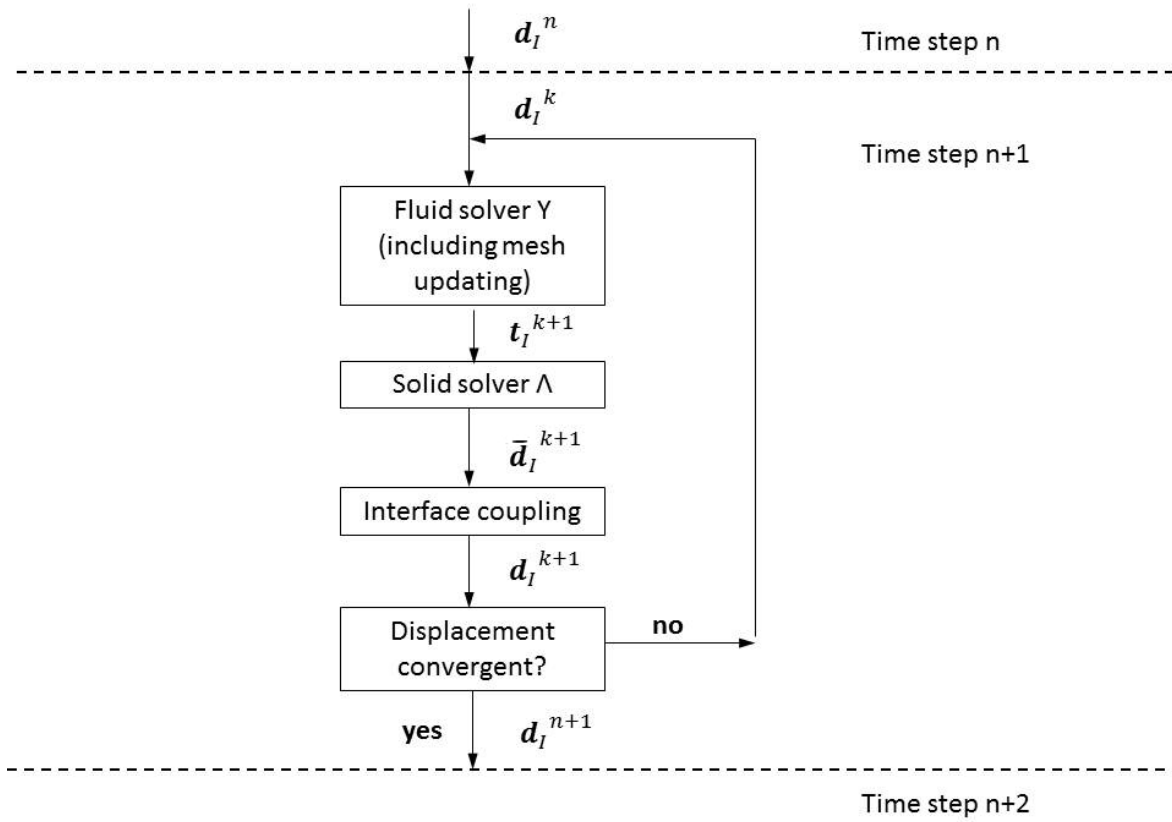 d_I^n
Time step n
d_I^k
Time step n+1
Fluid solver Υ
(including mesh
updating)
t_I^{k+1}
Solid solver Λ
d̄_I^{k+1}
Interface coupling
d_I^{k+1}
Displacement
convergent?
no
yes
d_I^{n+1}
Time step n+2